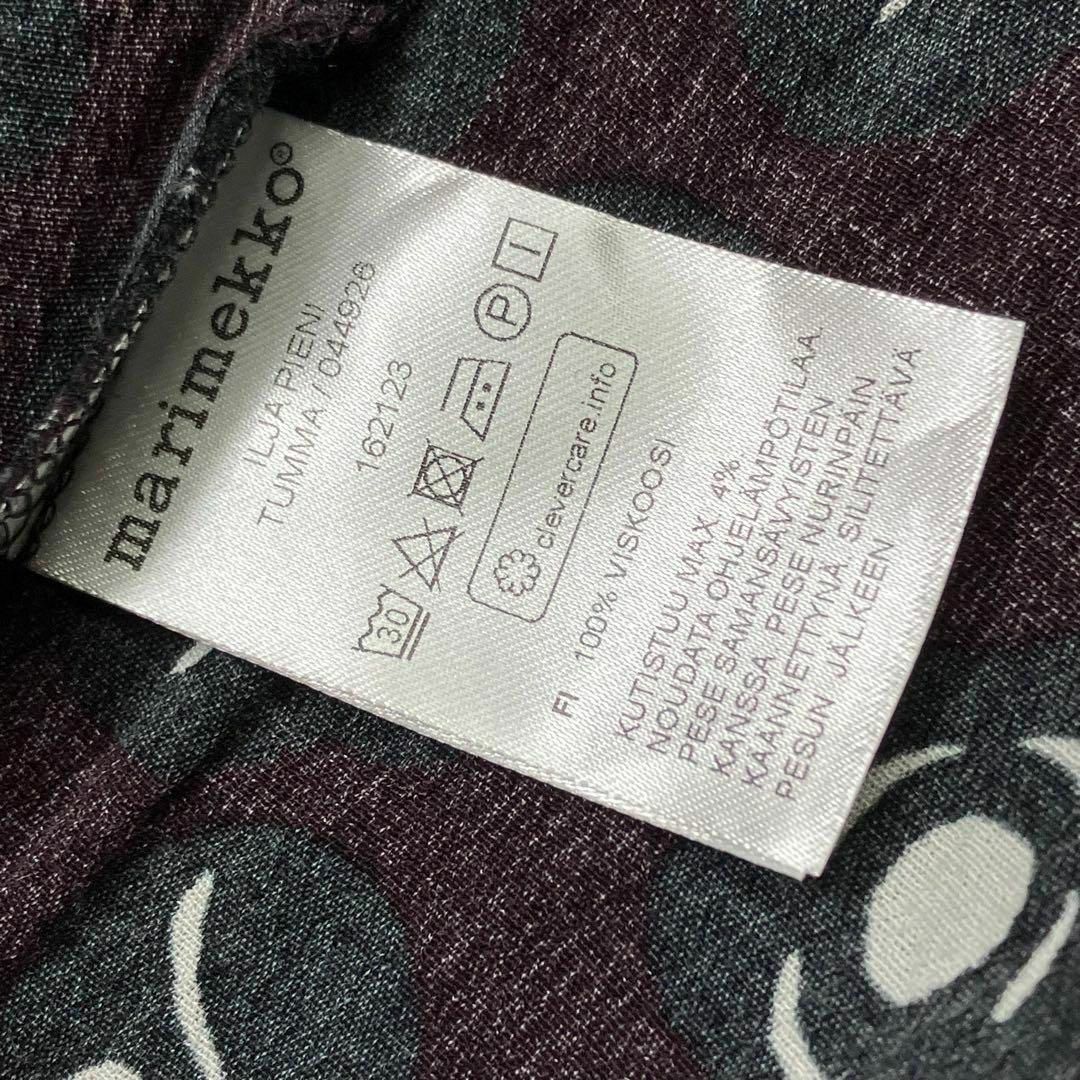 marimekko®
ILJA PIENI
TUMMA / 044926
162123
30
P
clevercare.info
FI 100% VISKOOSI
KUTISTUU MAX 4%.
NOUDATA OHJELÄMPÖTILAA.
PESE SAMANSÄVYISTEN
KANSSA. PESE NURINPÄIN
KÄÄNNETTYNÄ. SILITETTÄVÄ
PESUN JÄLKEEN